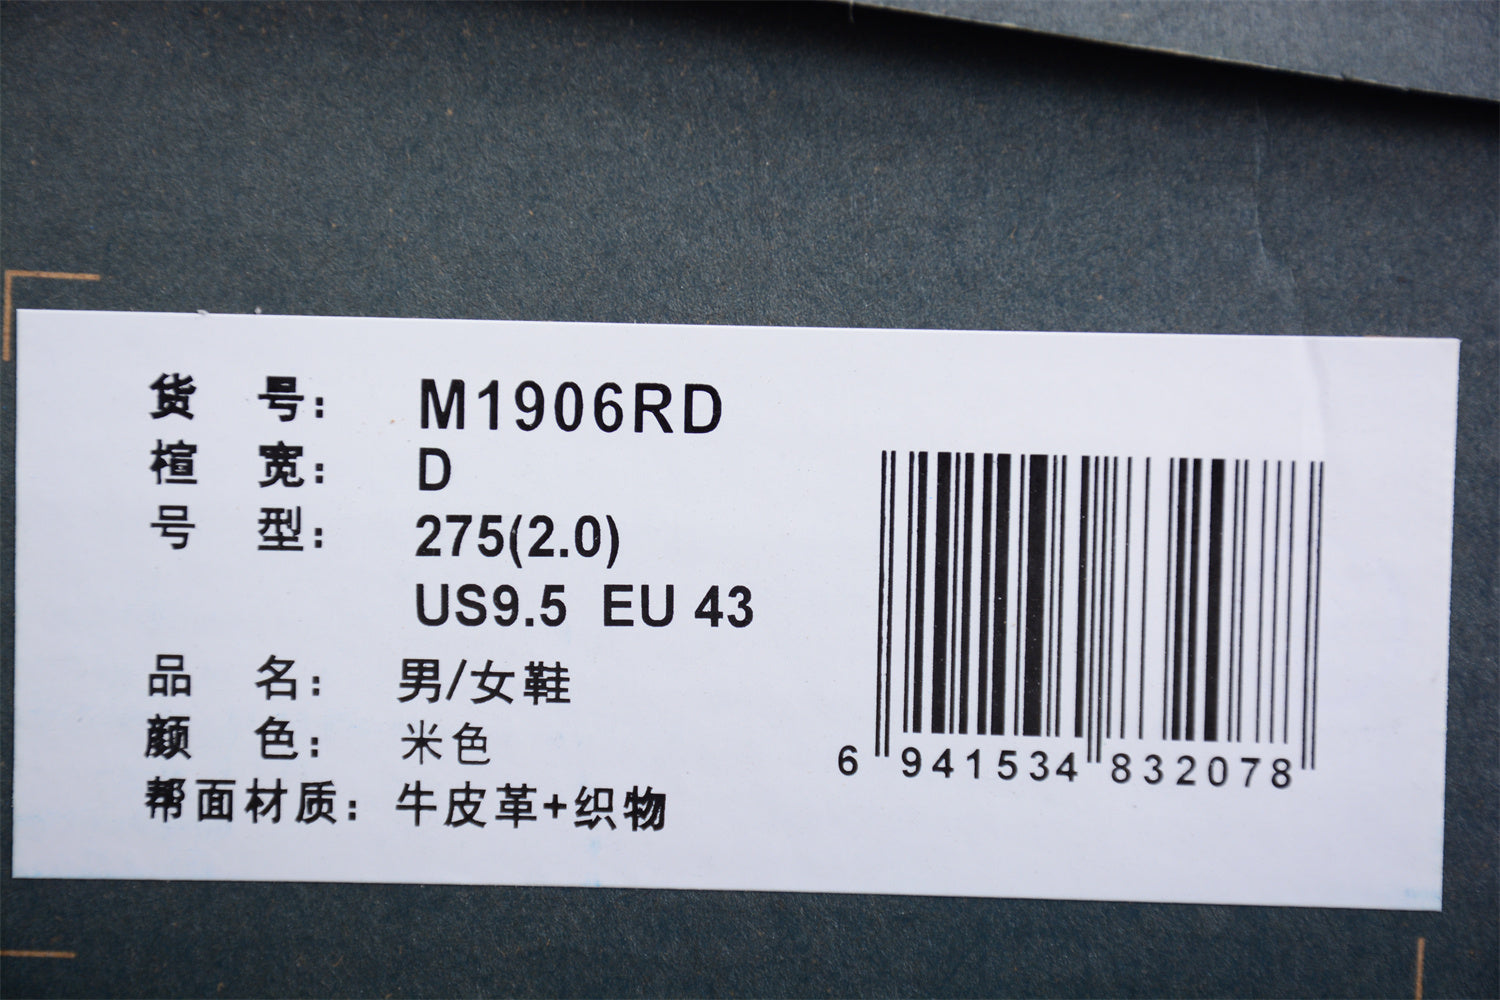 货 号： M1906RD
楦 宽： D
号 型： 275(2.0)
US9.5 EU 43
品 名： 男/女鞋
颜 色： 米色
帮面材质： 牛皮革+织物
6 941534 832078